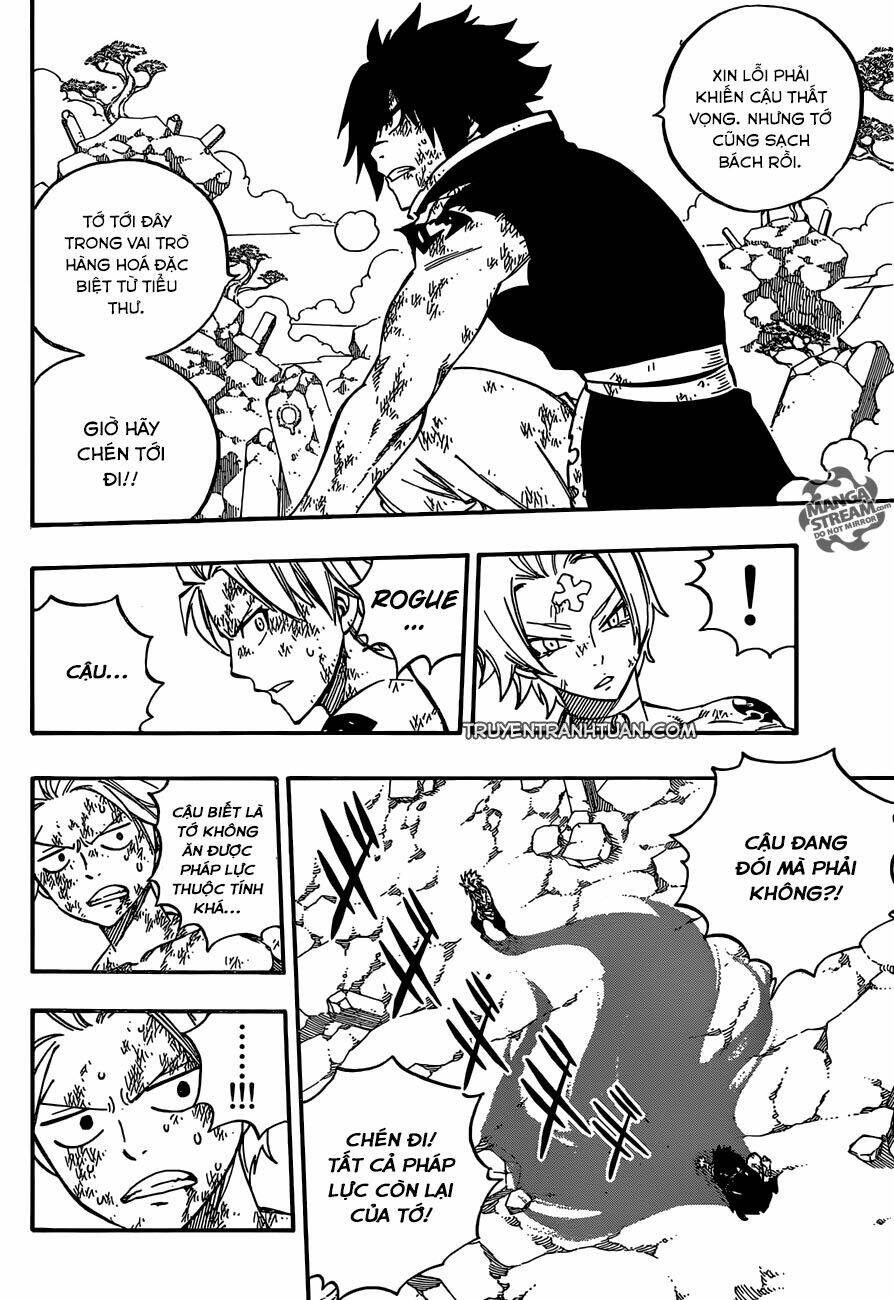 XIN LỖI PHẢI
KHIẾN CẬU THẤT
VỌNG. NHƯNG TỚ
CŨNG SẠCH
BÁCH RỒI.
TỚ TỚI ĐÂY
TRONG VAI TRÒ
HÀNG HOÁ ĐẶC
BIỆT TỪ TIỂU
THƯ.
GIỜ HÃY
CHÉN TỚI
ĐI!!
MANGA
STREAM.com
DO NOT MIRROR
!
ROGUE
...
CẬU...
TRUYENTRANHTUAN.COM
CẬU ĐANG
ĐÓI MÀ PHẢI
KHÔNG?!
CẬU BIẾT LÀ
TỚ KHÔNG
ĂN ĐƯỢC
PHÁP LỰC
THUỘC TÍNH
KHÁ...
......!!!
CHÉN ĐI!
TẤT CẢ PHÁP
LỰC CÒN LẠI
CỦA TỚ!